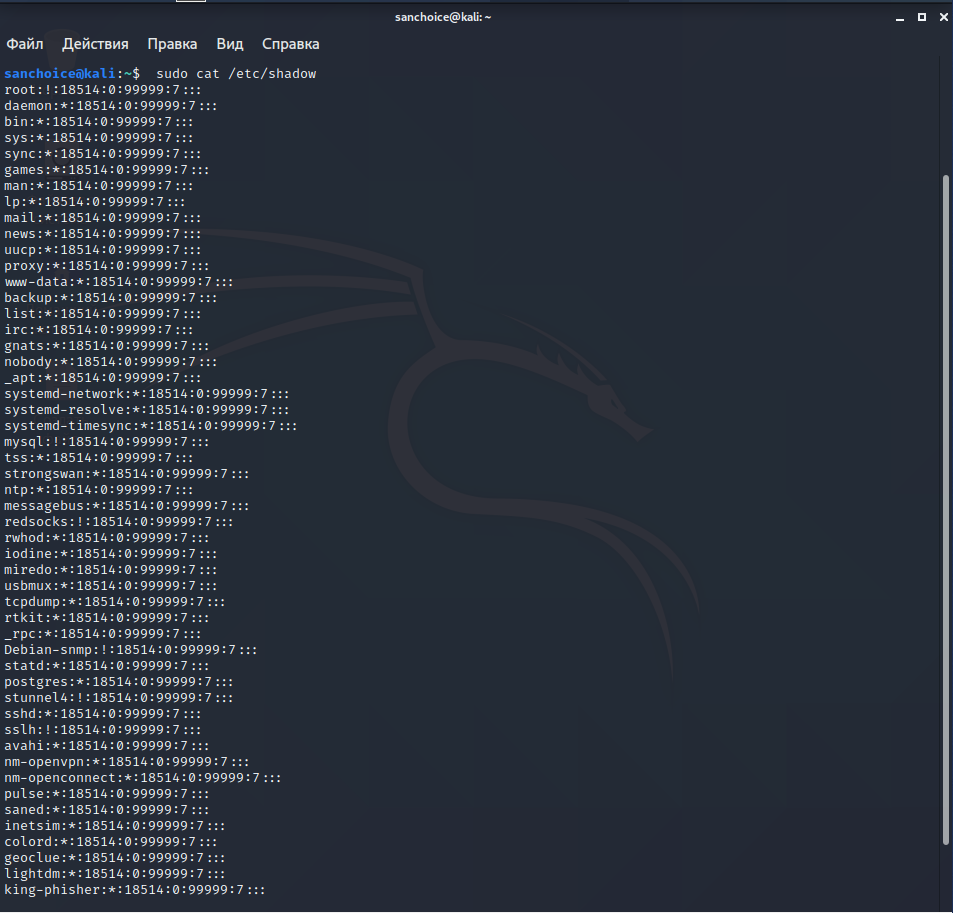 sanchoice@kali: ~
Файл Действия Правка Вид Справка
sanchoice@kali:~$  sudo cat /etc/shadow
root:!:18514:0:99999:7:::
daemon:*:18514:0:99999:7:::
bin:*:18514:0:99999:7:::
sys:*:18514:0:99999:7:::
sync:*:18514:0:99999:7:::
games:*:18514:0:99999:7:::
man:*:18514:0:99999:7:::
lp:*:18514:0:99999:7:::
mail:*:18514:0:99999:7:::
news:*:18514:0:99999:7:::
uucp:*:18514:0:99999:7:::
proxy:*:18514:0:99999:7:::
www-data:*:18514:0:99999:7:::
backup:*:18514:0:99999:7:::
list:*:18514:0:99999:7:::
irc:*:18514:0:99999:7:::
gnats:*:18514:0:99999:7:::
nobody:*:18514:0:99999:7:::
_apt:*:18514:0:99999:7:::
systemd-network:*:18514:0:99999:7:::
systemd-resolve:*:18514:0:99999:7:::
systemd-timesync:*:18514:0:99999:7:::
mysql:!:18514:0:99999:7:::
tss:*:18514:0:99999:7:::
strongswan:*:18514:0:99999:7:::
ntp:*:18514:0:99999:7:::
messagebus:*:18514:0:99999:7:::
redsocks:!:18514:0:99999:7:::
rwhod:*:18514:0:99999:7:::
iodine:*:18514:0:99999:7:::
miredo:*:18514:0:99999:7:::
usbmux:*:18514:0:99999:7:::
tcpdump:*:18514:0:99999:7:::
rtkit:*:18514:0:99999:7:::
_rpc:*:18514:0:99999:7:::
Debian-snmp:!:18514:0:99999:7:::
statd:*:18514:0:99999:7:::
postgres:*:18514:0:99999:7:::
stunnel4:!:18514:0:99999:7:::
sshd:*:18514:0:99999:7:::
sslh:!:18514:0:99999:7:::
avahi:*:18514:0:99999:7:::
nm-openvpn:*:18514:0:99999:7:::
nm-openconnect:*:18514:0:99999:7:::
pulse:*:18514:0:99999:7:::
saned:*:18514:0:99999:7:::
inetsim:*:18514:0:99999:7:::
colord:*:18514:0:99999:7:::
geoclue:*:18514:0:99999:7:::
lightdm:*:18514:0:99999:7:::
king-phisher:*:18514:0:99999:7:::